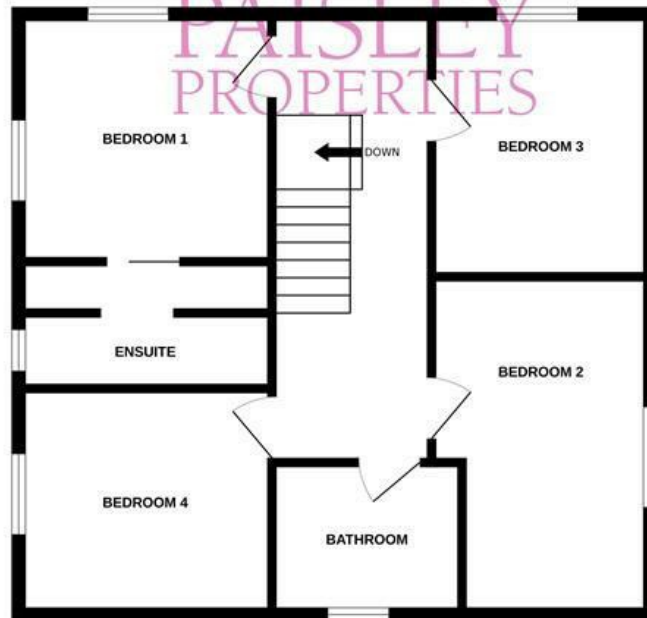 PAISLEY
PROPERTIES
BEDROOM 1
BEDROOM 3
DOWN
ENSUITE
BEDROOM 2
BEDROOM 4
BATHROOM